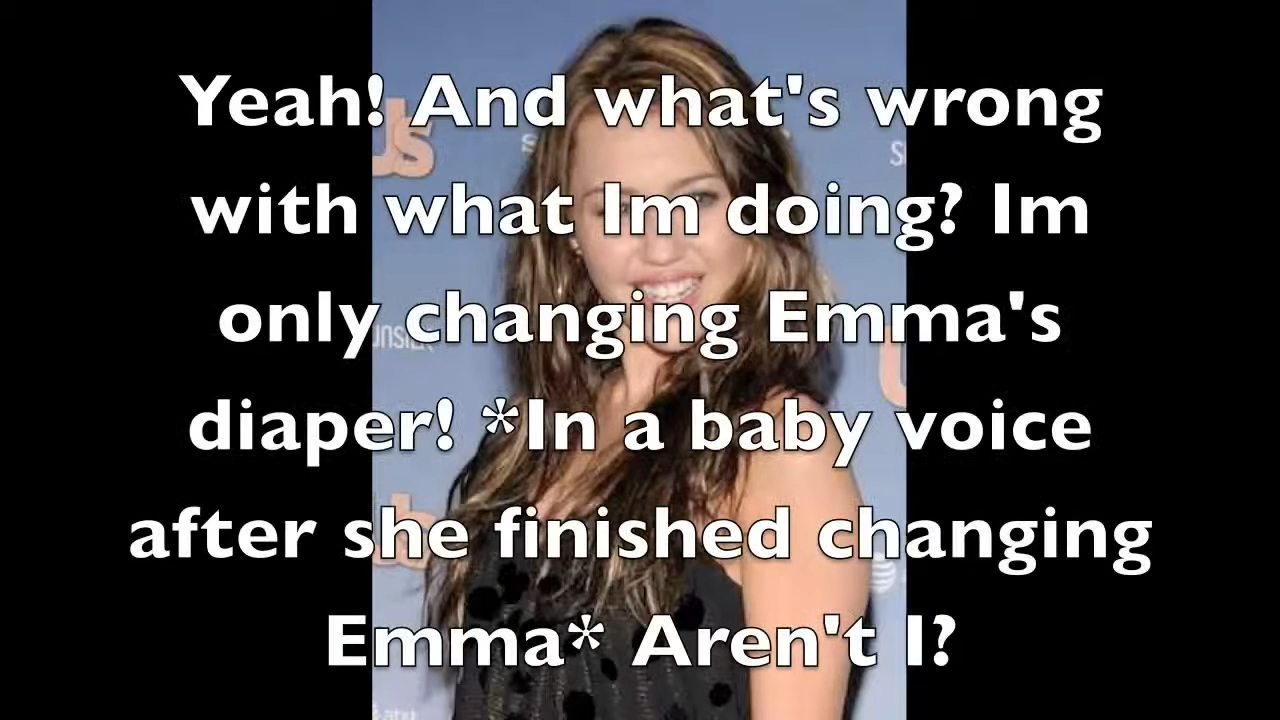 Yeah! And what's wrong
with what Im doing? Im
only changing Emma's
diaper! *In a baby voice
after she finished changing
Emma* Aren't I?
us